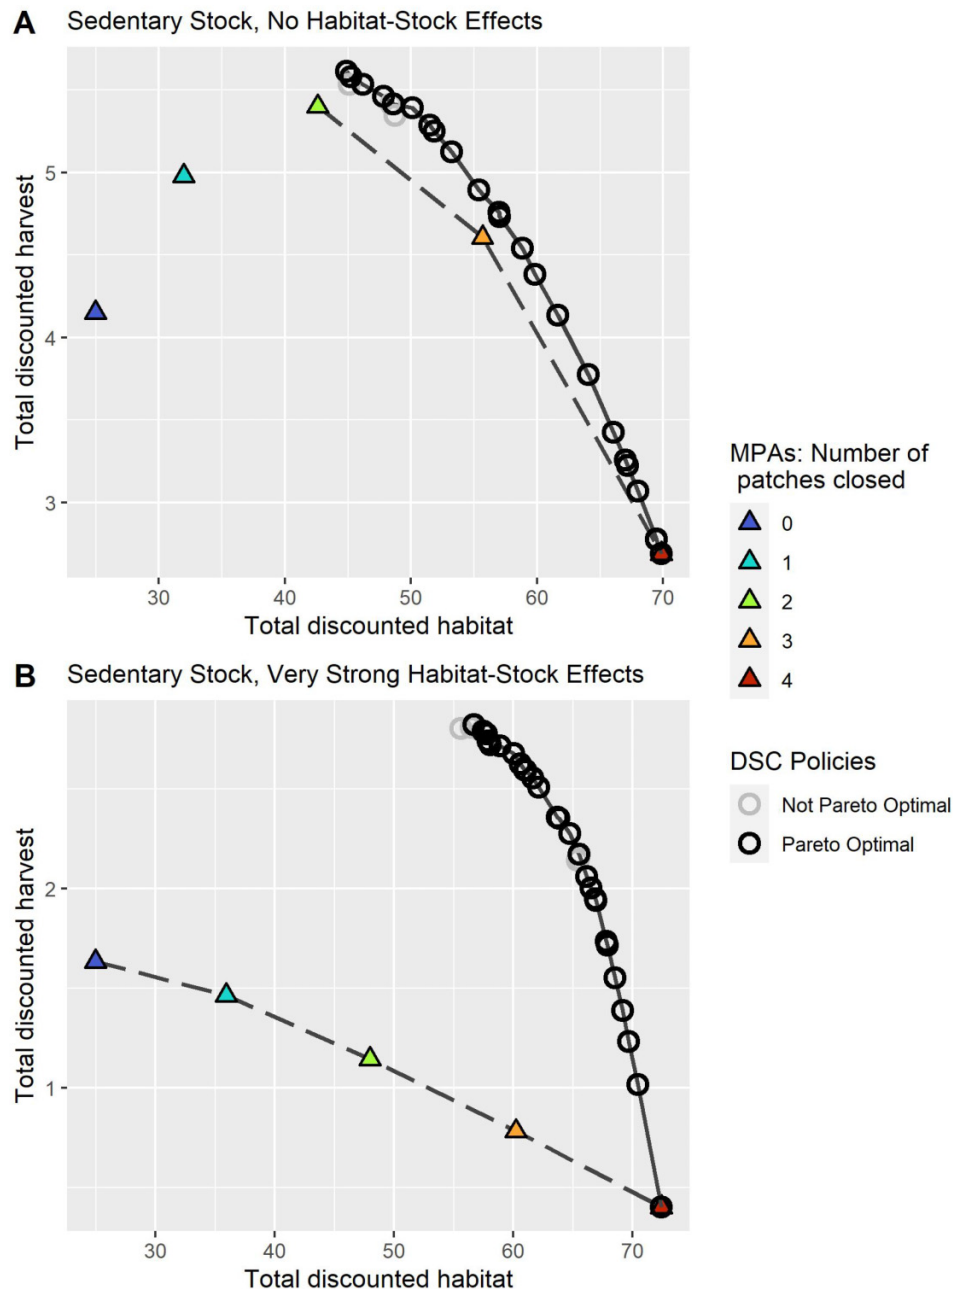 A Sedentary Stock, No Habitat-Stock Effects
Total discounted harvest
5
4
3
30 40 50 60 70
Total discounted habitat
B Sedentary Stock, Very Strong Habitat-Stock Effects
Total discounted harvest
2
1
30 40 50 60 70
Total discounted habitat
MPAs: Number of
patches closed
0
1
2
3
4
DSC Policies
Not Pareto Optimal
Pareto Optimal